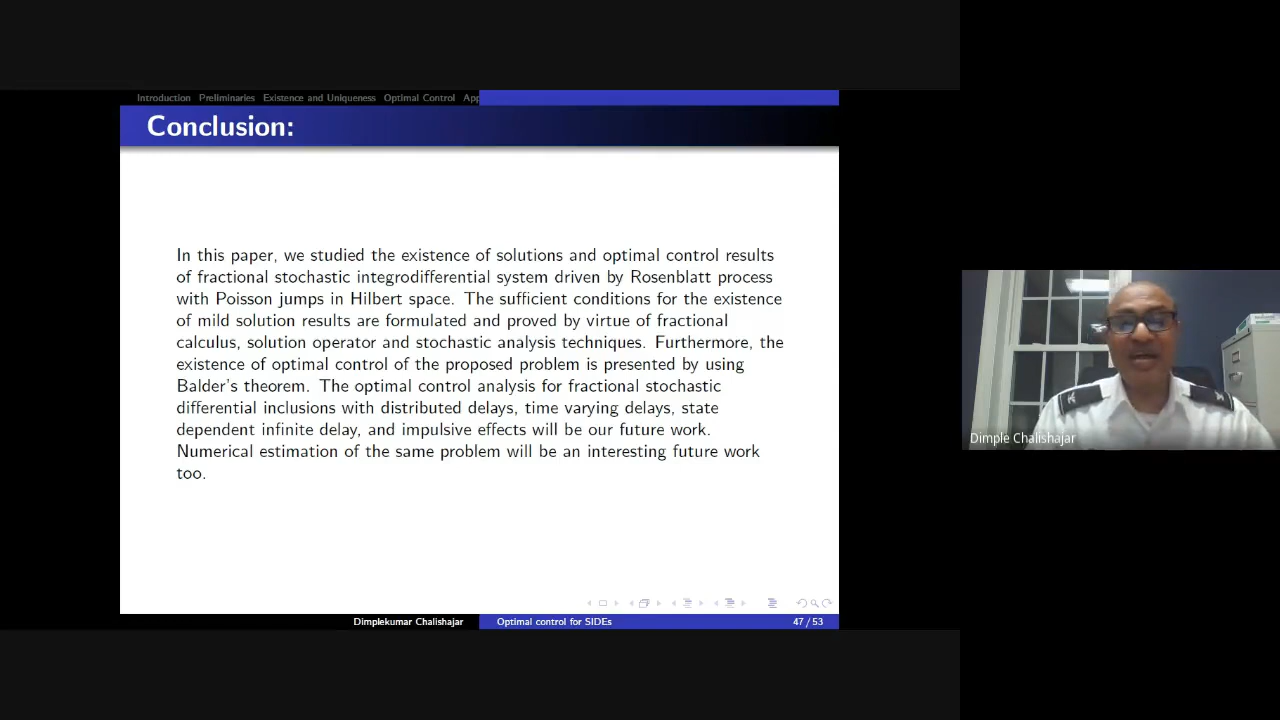 Introduction Preliminaries Existence and Uniqueness Optimal Control App
Conclusion:
In this paper, we studied the existence of solutions and optimal control results
of fractional stochastic integrodifferential system driven by Rosenblatt process
with Poisson jumps in Hilbert space. The sufficient conditions for the existence
of mild solution results are formulated and proved by virtue of fractional
calculus, solution operator and stochastic analysis techniques. Furthermore, the
existence of optimal control of the proposed problem is presented by using
Balder's theorem. The optimal control analysis for fractional stochastic
differential inclusions with distributed delays, time varying delays, state
dependent infinite delay, and impulsive effects will be our future work.
Numerical estimation of the same problem will be an interesting future work
too.
Dimplekumar Chalishajar Optimal control for SIDEs 47 / 53
Dimple Chalishajar